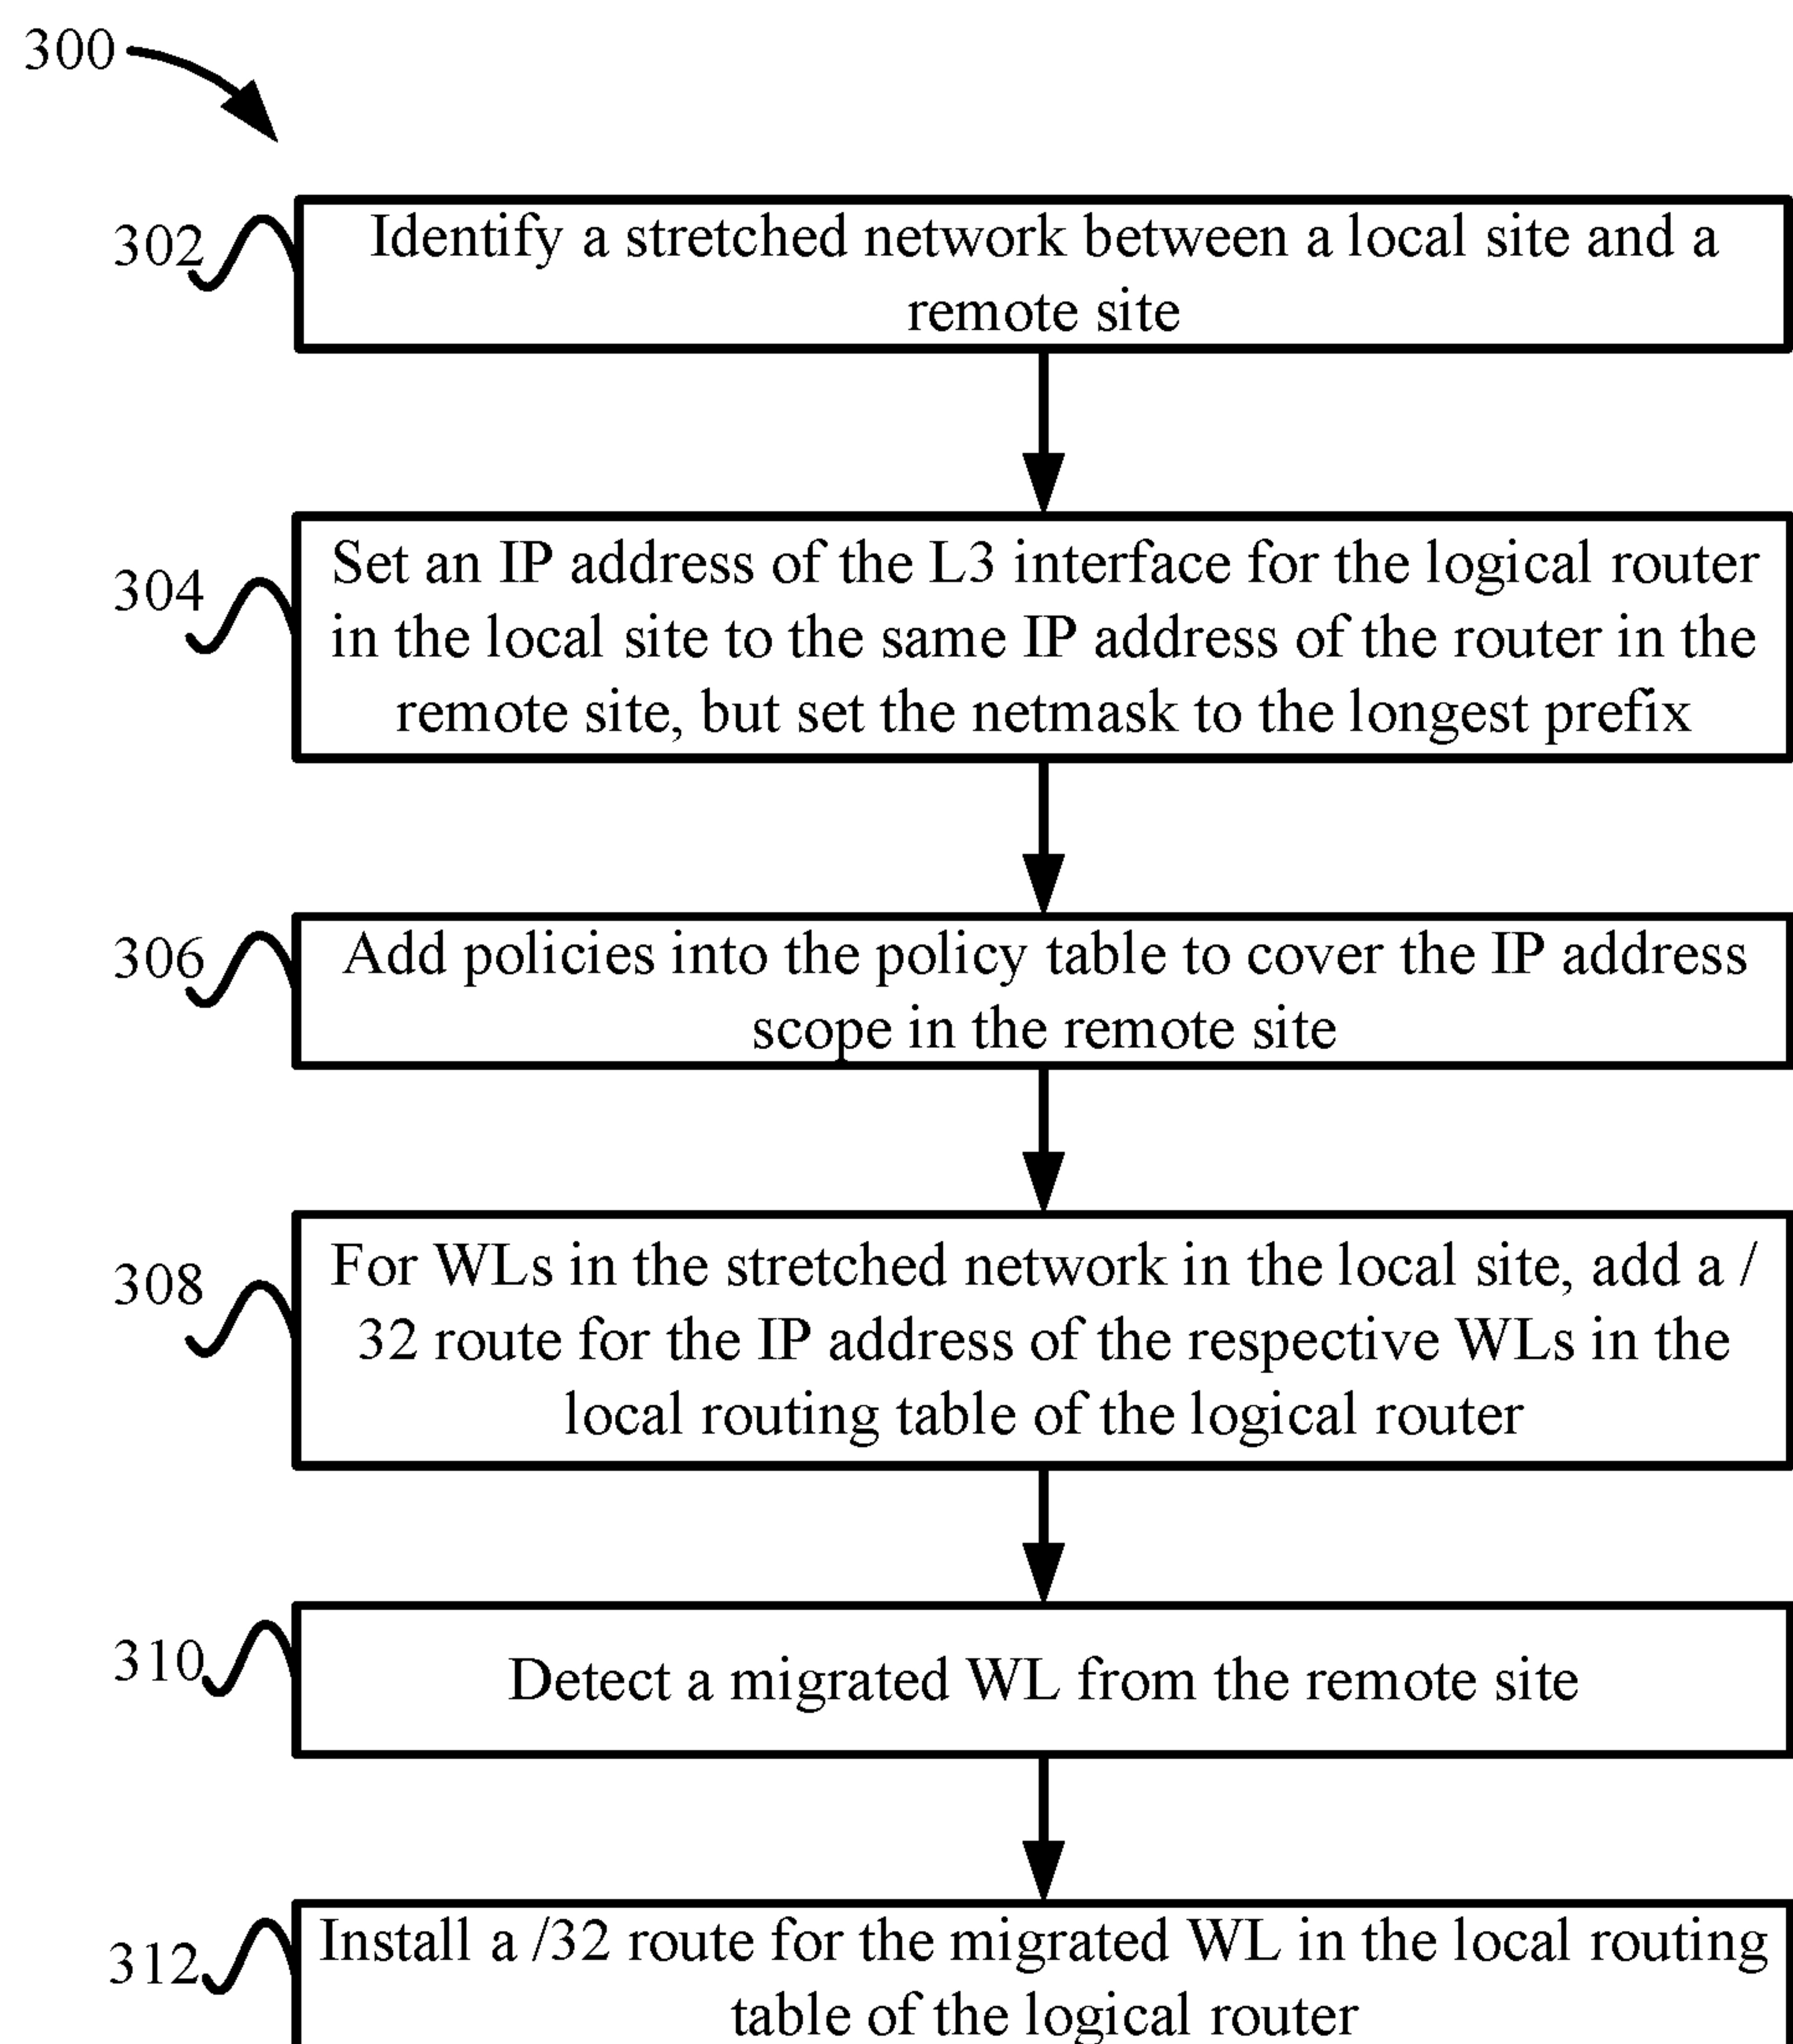 300
302
Identify a stretched network between a local site and a
remote site
304
Set an IP address of the L3 interface for the logical router
in the local site to the same IP address of the router in the
remote site, but set the netmask to the longest prefix
306
Add policies into the policy table to cover the IP address
scope in the remote site
308
For WLs in the stretched network in the local site, add a /
32 route for the IP address of the respective WLs in the
local routing table of the logical router
310
Detect a migrated WL from the remote site
312
Install a /32 route for the migrated WL in the local routing
table of the logical router